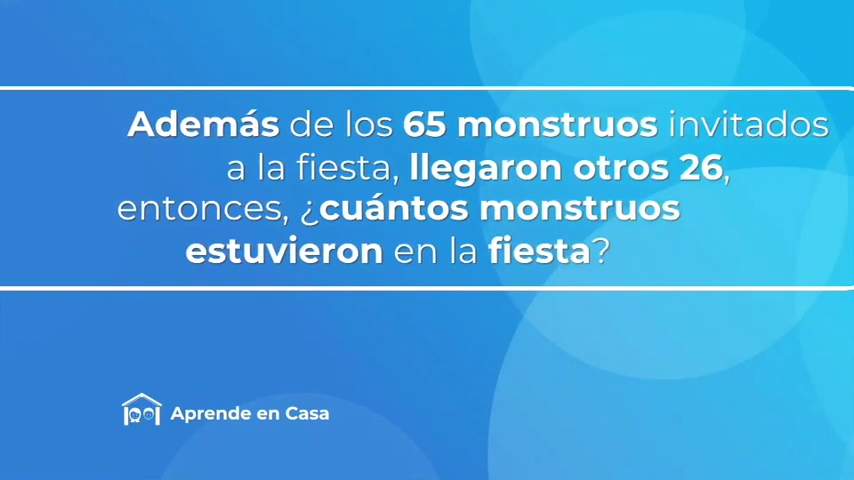 Además de los 65 monstruos invitados
a la fiesta, llegaron otros 26,
entonces, ¿cuántos monstruos
estuvieron en la fiesta?
Aprende en Casa